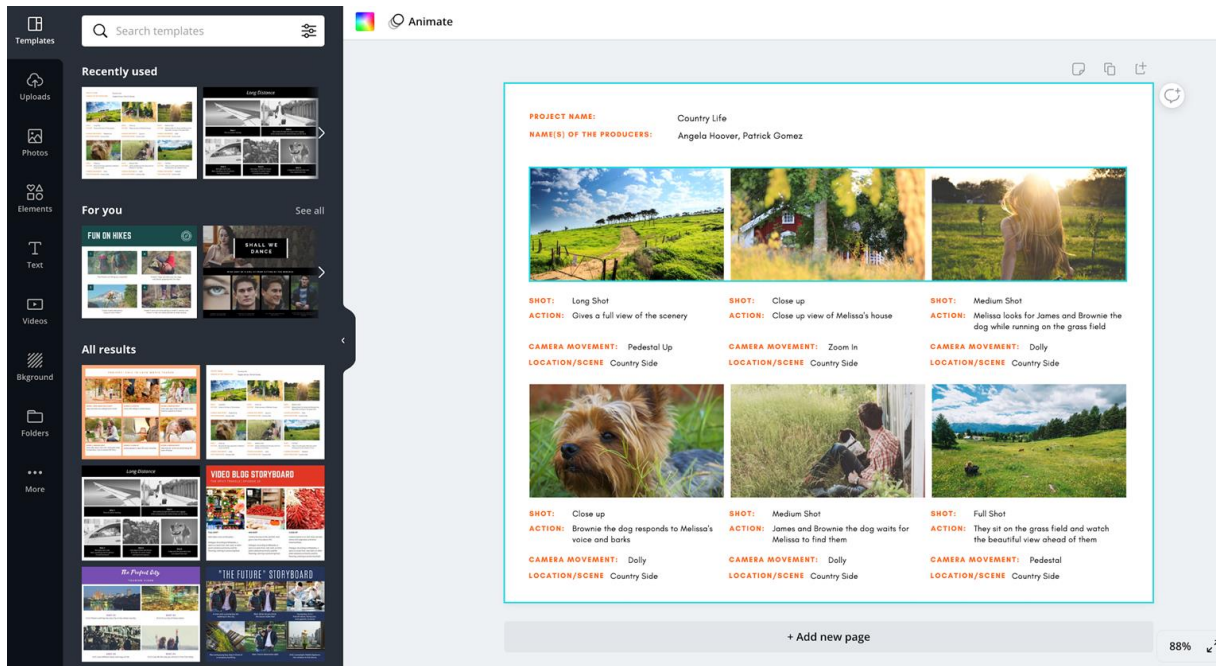 Templates
Search templates
Animate
Recently used
Long Distance
Uploads
Photos
Elements
Text
Videos
Bkground
Folders
More
For you
See all
FUN ON HIKES
SHALL WE
DANCE
All results
Long Distance
VIDEO BLOG STORYBOARD
The Perfect City
"THE FUTURE" STORYBOARD
PROJECT NAME: Country Life
NAME(S) OF THE PRODUCERS: Angela Hoover, Patrick Gomez
SHOT: Long Shot
ACTION: Gives a full view of the scenery
CAMERA MOVEMENT: Pedestal Up
LOCATION/SCENE Country Side
SHOT: Close up
ACTION: Close up view of Melissa's house
CAMERA MOVEMENT: Zoom In
LOCATION/SCENE Country Side
SHOT: Medium Shot
ACTION: Melissa looks for James and Brownie the
dog while running on the grass field
CAMERA MOVEMENT: Dolly
LOCATION/SCENE Country Side
SHOT: Close up
ACTION: Brownie the dog responds to Melissa's
voice and barks
CAMERA MOVEMENT: Dolly
LOCATION/SCENE Country Side
SHOT: Medium Shot
ACTION: James and Brownie the dog waits for
Melissa to find them
CAMERA MOVEMENT: Dolly
LOCATION/SCENE Country Side
SHOT: Full Shot
ACTION: They sit on the grass field and watch
the beautiful view ahead of them
CAMERA MOVEMENT: Pedestal
LOCATION/SCENE Country Side
+ Add new page
88%